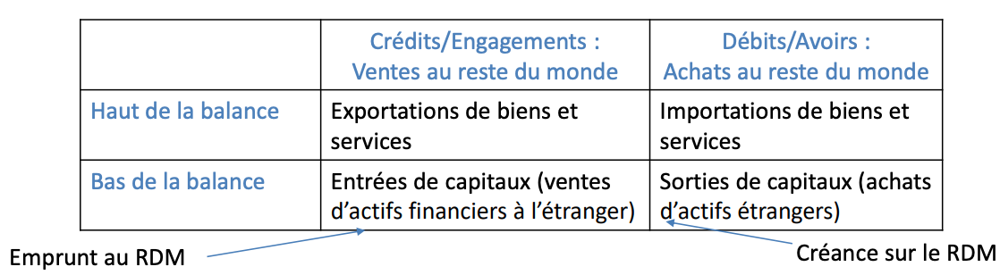 Crédits/Engagements :
Ventes au reste du monde
Débits/Avoirs :
Achats au reste du monde
Haut de la balance
Exportations de biens et
services
Importations de biens et
services
Bas de la balance
Entrées de capitaux (ventes
d’actifs financiers à l’étranger)
Sorties de capitaux (achats
d’actifs étrangers)
Emprunt au RDM
Créance sur le RDM